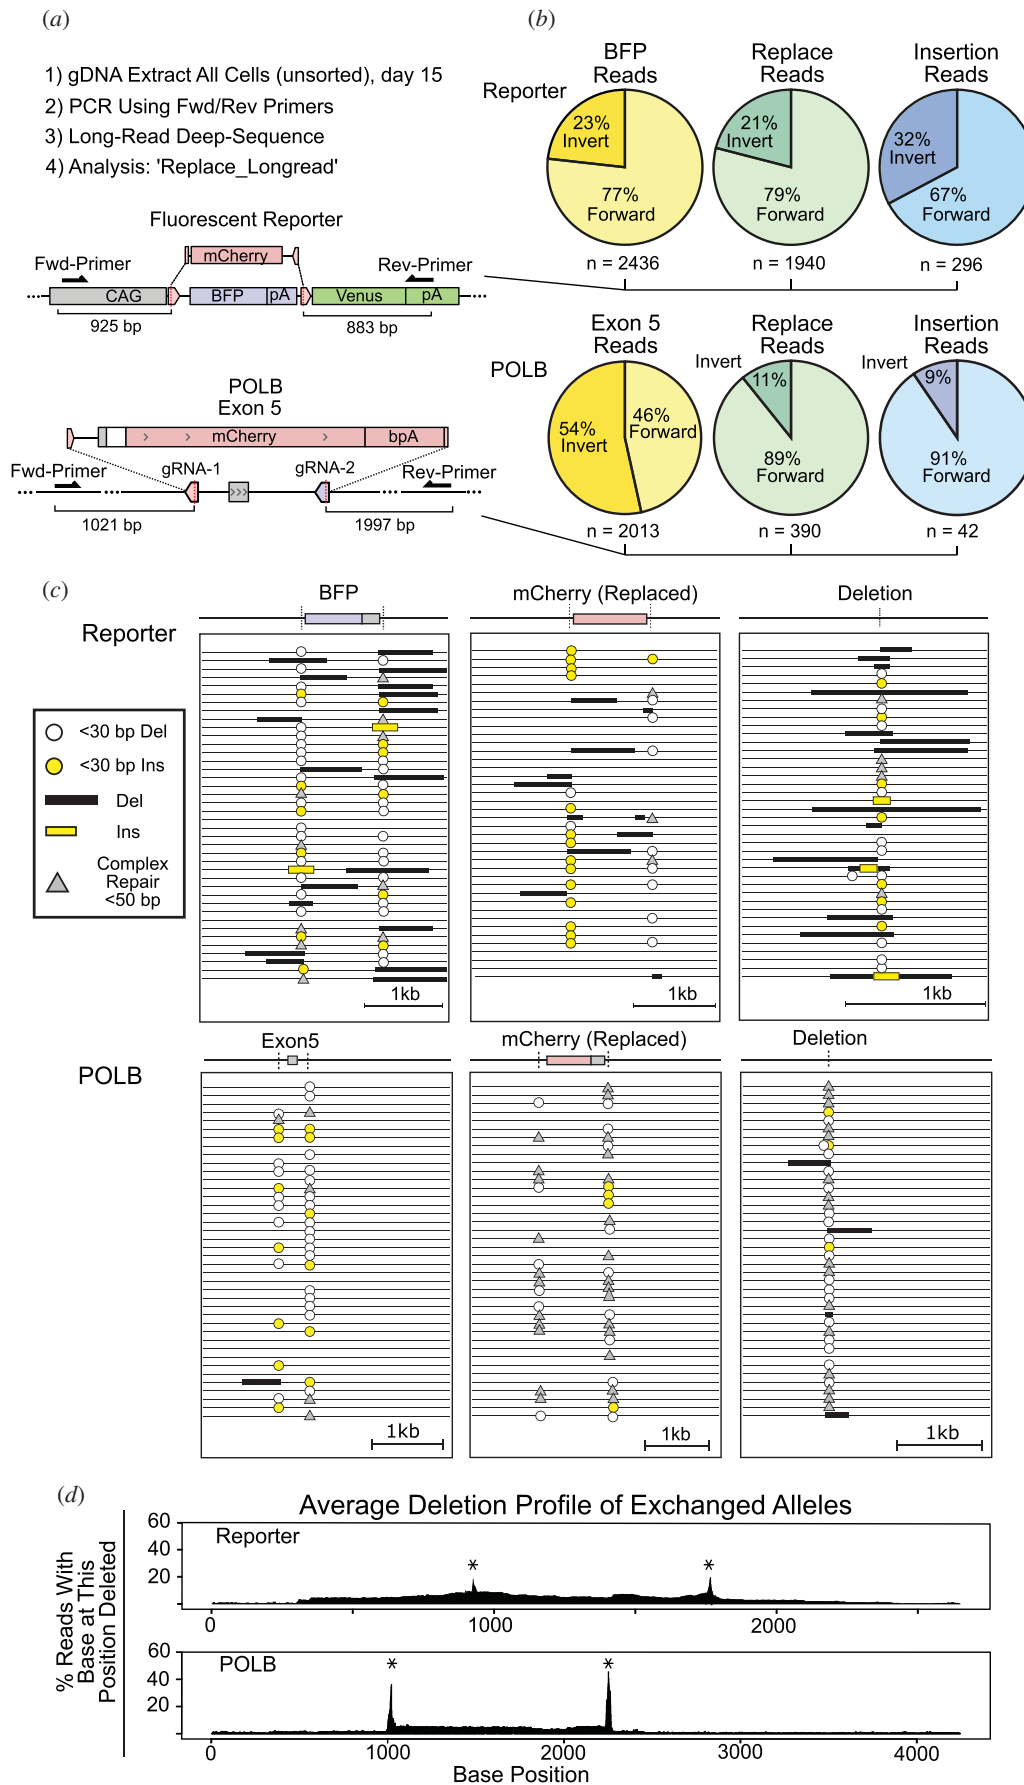 (a)
1) gDNA Extract All Cells (unsorted), day 15
2) PCR Using Fwd/Rev Primers
3) Long-Read Deep-Sequence
4) Analysis: 'Replace_Longread'
Fluorescent Reporter
mCherry
Fwd-Primer
Rev-Primer
CAG
BFP
pA
Venus
pA
925 bp
883 bp
POLB
Exon 5
mCherry
bpA
Fwd-Primer
gRNA-1
gRNA-2
Rev-Primer
1021 bp
1997 bp
(b)
BFP
Reads
Replace
Reads
Insertion
Reads
Reporter
23%
Invert
77%
Forward
21%
Invert
79%
Forward
32%
Invert
67%
Forward
n = 2436
n = 1940
n = 296
Exon 5
Reads
Replace
Reads
Insertion
Reads
POLB
54%
Invert
46%
Forward
Invert
11%
89%
Forward
Invert
9%
91%
Forward
n = 2013
n = 390
n = 42
(c)
BFP
mCherry (Replaced)
Deletion
Reporter
<30 bp Del
<30 bp Ins
Del
Ins
Complex
Repair
<50 bp
1kb
1kb
1kb
Exon5
mCherry (Replaced)
Deletion
POLB
1kb
1kb
1kb
(d)
Average Deletion Profile of Exchanged Alleles
% Reads With
Base at This
Position Deleted
60
40
20
Reporter
*
*
0
1000
2000
60
40
20
POLB
*
*
0
1000
2000
3000
4000
Base Position